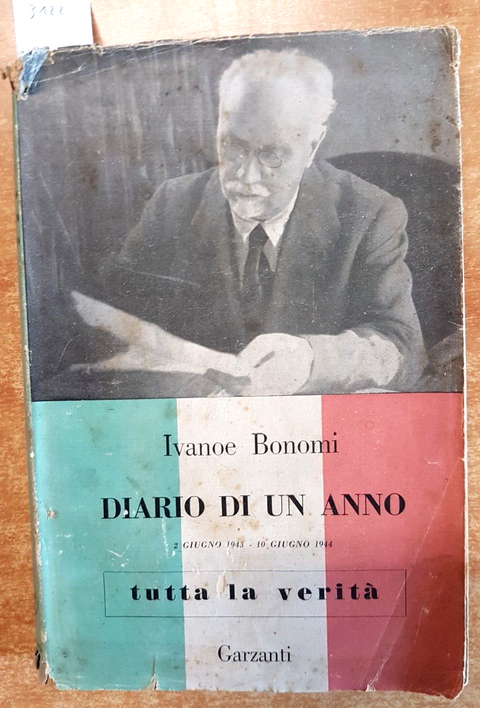 3122
Ivanoe Bonomi
DIARIO DI UN ANNO
2 GIUGNO 1943 - 10 GIUGNO 1944
tutta la verità
Garzanti